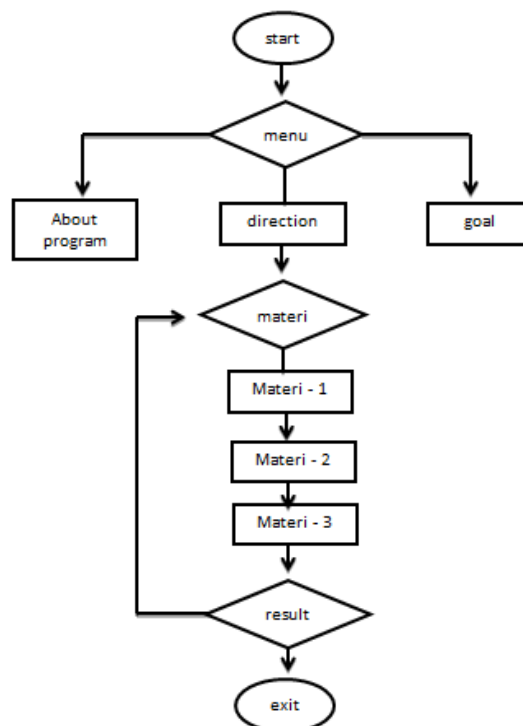 start
menu
About
program
direction
goal
materi
Materi - 1
Materi - 2
Materi - 3
result
exit